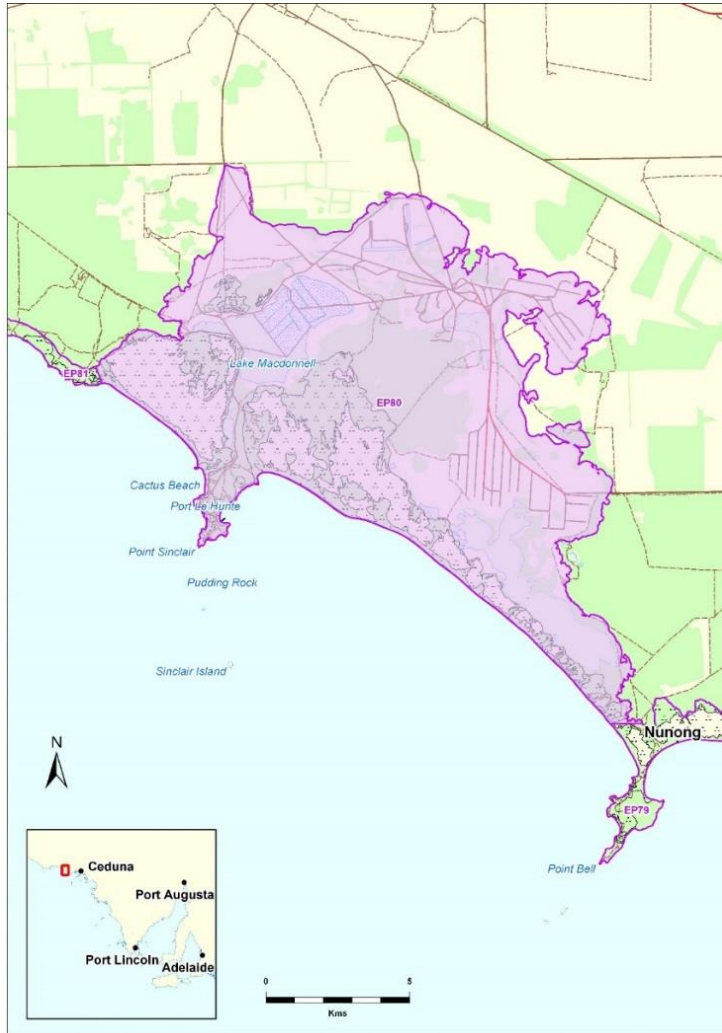 Lake Macdonnell
EP81
EP80
Cactus Beach
Port Le Hunte
Point Sinclair
Pudding Rock
Sinclair Island
Nunong
N
EP79
Point Bell
Ceduna
Port Augusta
Port Lincoln
Adelaide
0 5
Kms